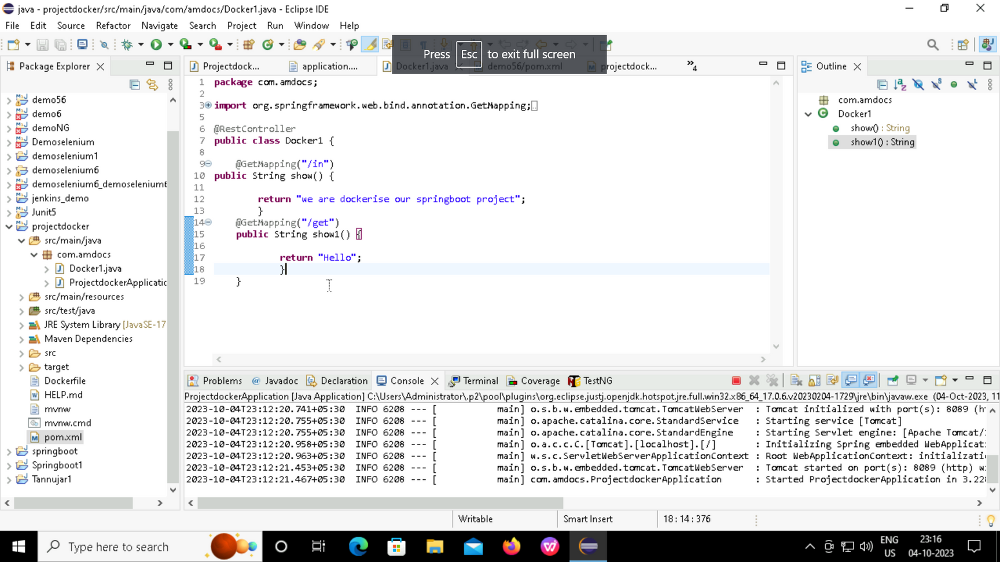 java - projectdocker/src/main/java/com/amdocs/Docker1.java - Eclipse IDE
File Edit Source Refactor Navigate Search Project Run Window Help
Press Esc to exit full screen
Package Explorer
Projectdock... application.... Docker1.java demo56/pom.xml projectdock... »4
Outline
demo56
demo6
demoNG
Demoselenium
demoselenium1
demoselenium6
demoselenium6_demoselenium6
jenkins_demo
Junit5
projectdocker
src/main/java
com.amdocs
Docker1.java
ProjectdockerApplicatic
src/main/resources
src/test/java
JRE System Library [JavaSE-17
Maven Dependencies
src
target
Dockerfile
HELP.md
mvnw
mvnw.cmd
pom.xml
springboot
Springboot1
Tannujar1
1 package com.amdocs;
2
3 import org.springframework.web.bind.annotation.GetMapping;
5
6 @RestController
7 public class Docker1 {
8
9 @GetMapping("/in")
10 public String show() {
11
12 return "we are dockerise our springboot project";
13 }
14 @GetMapping("/get")
15 public String show1() {
16
17 return "Hello";
18 }
19 }
com.amdocs
Docker1
show() : String
show1() : String
Problems @ Javadoc Declaration Console Terminal Coverage TestNG
ProjectdockerApplication [Java Application] C:\Users\Administrator\.p2\pool\plugins\org.eclipse.justj.openjdk.hotspot.jre.full.win32.x86_64_17.0.6.v20230204-1729\jre\bin\javaw.exe (04-Oct-2023, 11
2023-10-04T23:12:20.741+05:30 INFO 6208 --- [ main] o.s.b.w.embedded.tomcat.TomcatWebServer : Tomcat initialized with port(s): 8089 (ht
2023-10-04T23:12:20.755+05:30 INFO 6208 --- [ main] o.apache.catalina.core.StandardService : Starting service [Tomcat]
2023-10-04T23:12:20.755+05:30 INFO 6208 --- [ main] o.apache.catalina.core.StandardEngine : Starting Servlet engine: [Apache Tomcat/
2023-10-04T23:12:20.958+05:30 INFO 6208 --- [ main] o.a.c.c.C.[Tomcat].[localhost].[/] : Initializing Spring embedded WebApplicat
2023-10-04T23:12:20.963+05:30 INFO 6208 --- [ main] w.s.c.ServletWebServerApplicationContext : Root WebApplicationContext: initializati
2023-10-04T23:12:21.453+05:30 INFO 6208 --- [ main] o.s.b.w.embedded.tomcat.TomcatWebServer : Tomcat started on port(s): 8089 (http) w
2023-10-04T23:12:21.467+05:30 INFO 6208 --- [ main] com.amdocs.ProjectdockerApplication : Started ProjectdockerApplication in 3.22
Writable Smart Insert 18 : 14 : 376
Type here to search
ENG
US
23:16
04-10-2023